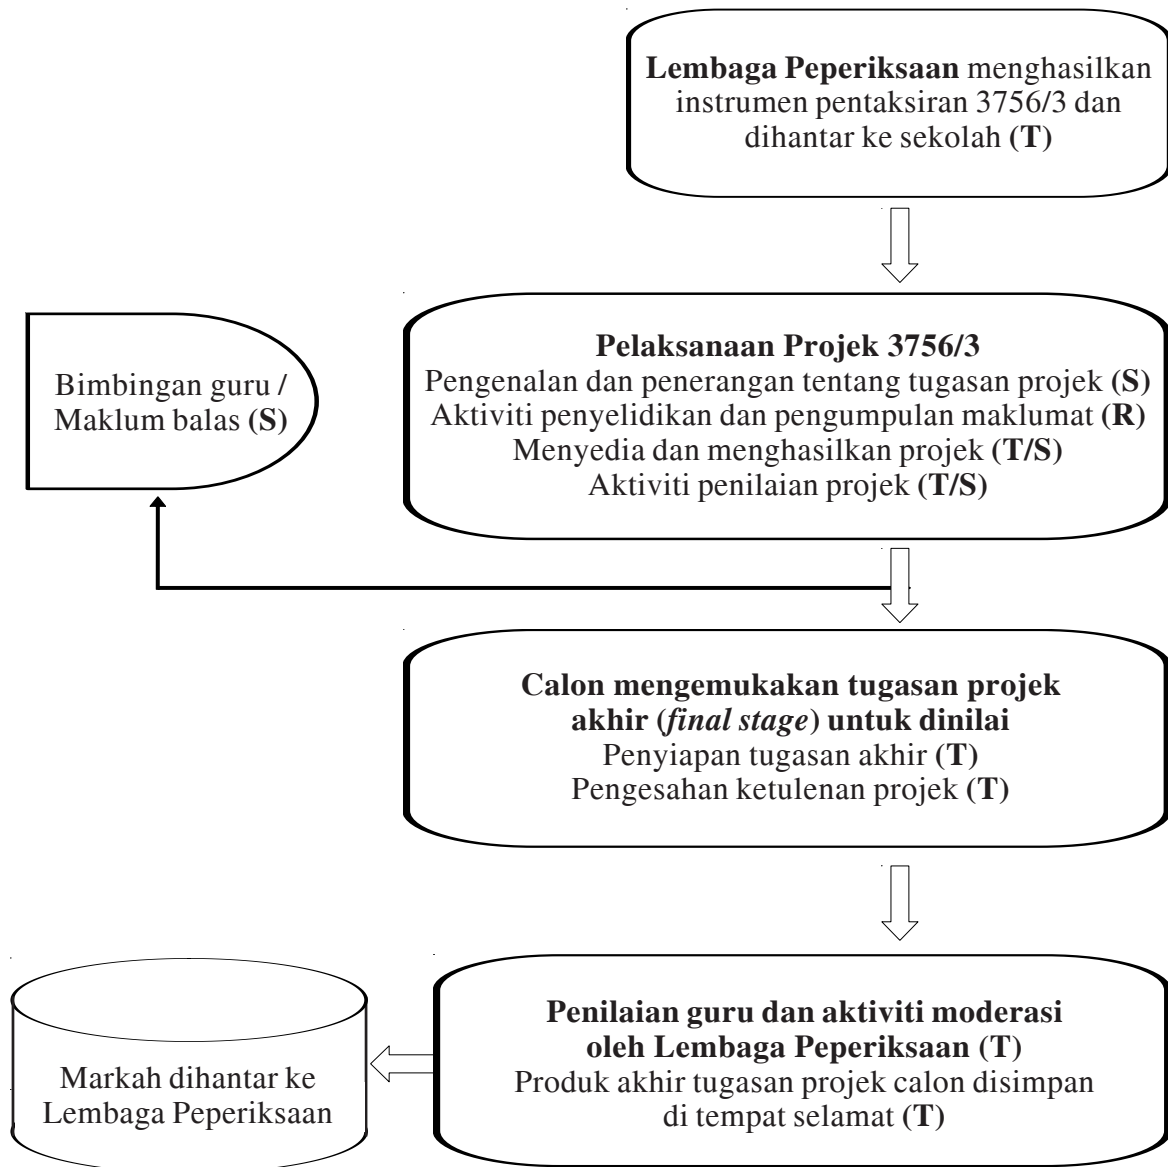 Lembaga Peperiksaan menghasilkan
instrumen pentaksiran 3756/3 dan
dihantar ke sekolah (T)
Bimbingan guru /
Maklum balas (S)
Pelaksanaan Projek 3756/3
Pengenalan dan penerangan tentang tugasan projek (S)
Aktiviti penyelidikan dan pengumpulan maklumat (R)
Menyedia dan menghasilkan projek (T/S)
Aktiviti penilaian projek (T/S)
Calon mengemukakan tugasan projek
akhir (final stage) untuk dinilai
Penyiapan tugasan akhir (T)
Pengesahan ketulenan projek (T)
Penilaian guru dan aktiviti moderasi
oleh Lembaga Peperiksaan (T)
Produk akhir tugasan projek calon disimpan
di tempat selamat (T)
Markah dihantar ke
Lembaga Peperiksaan